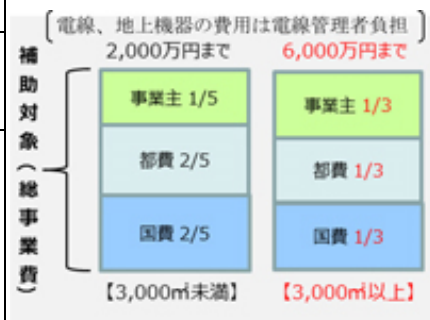 〔電線、地上機器の費用は電線管理者負担〕
2,000万円まで
6,000万円まで
補助対象(総事業費)
事業主 1/5
都費 2/5
国費 2/5
【3,000㎡未満】
事業主 1/3
都費 1/3
国費 1/3
【3,000㎡以上】